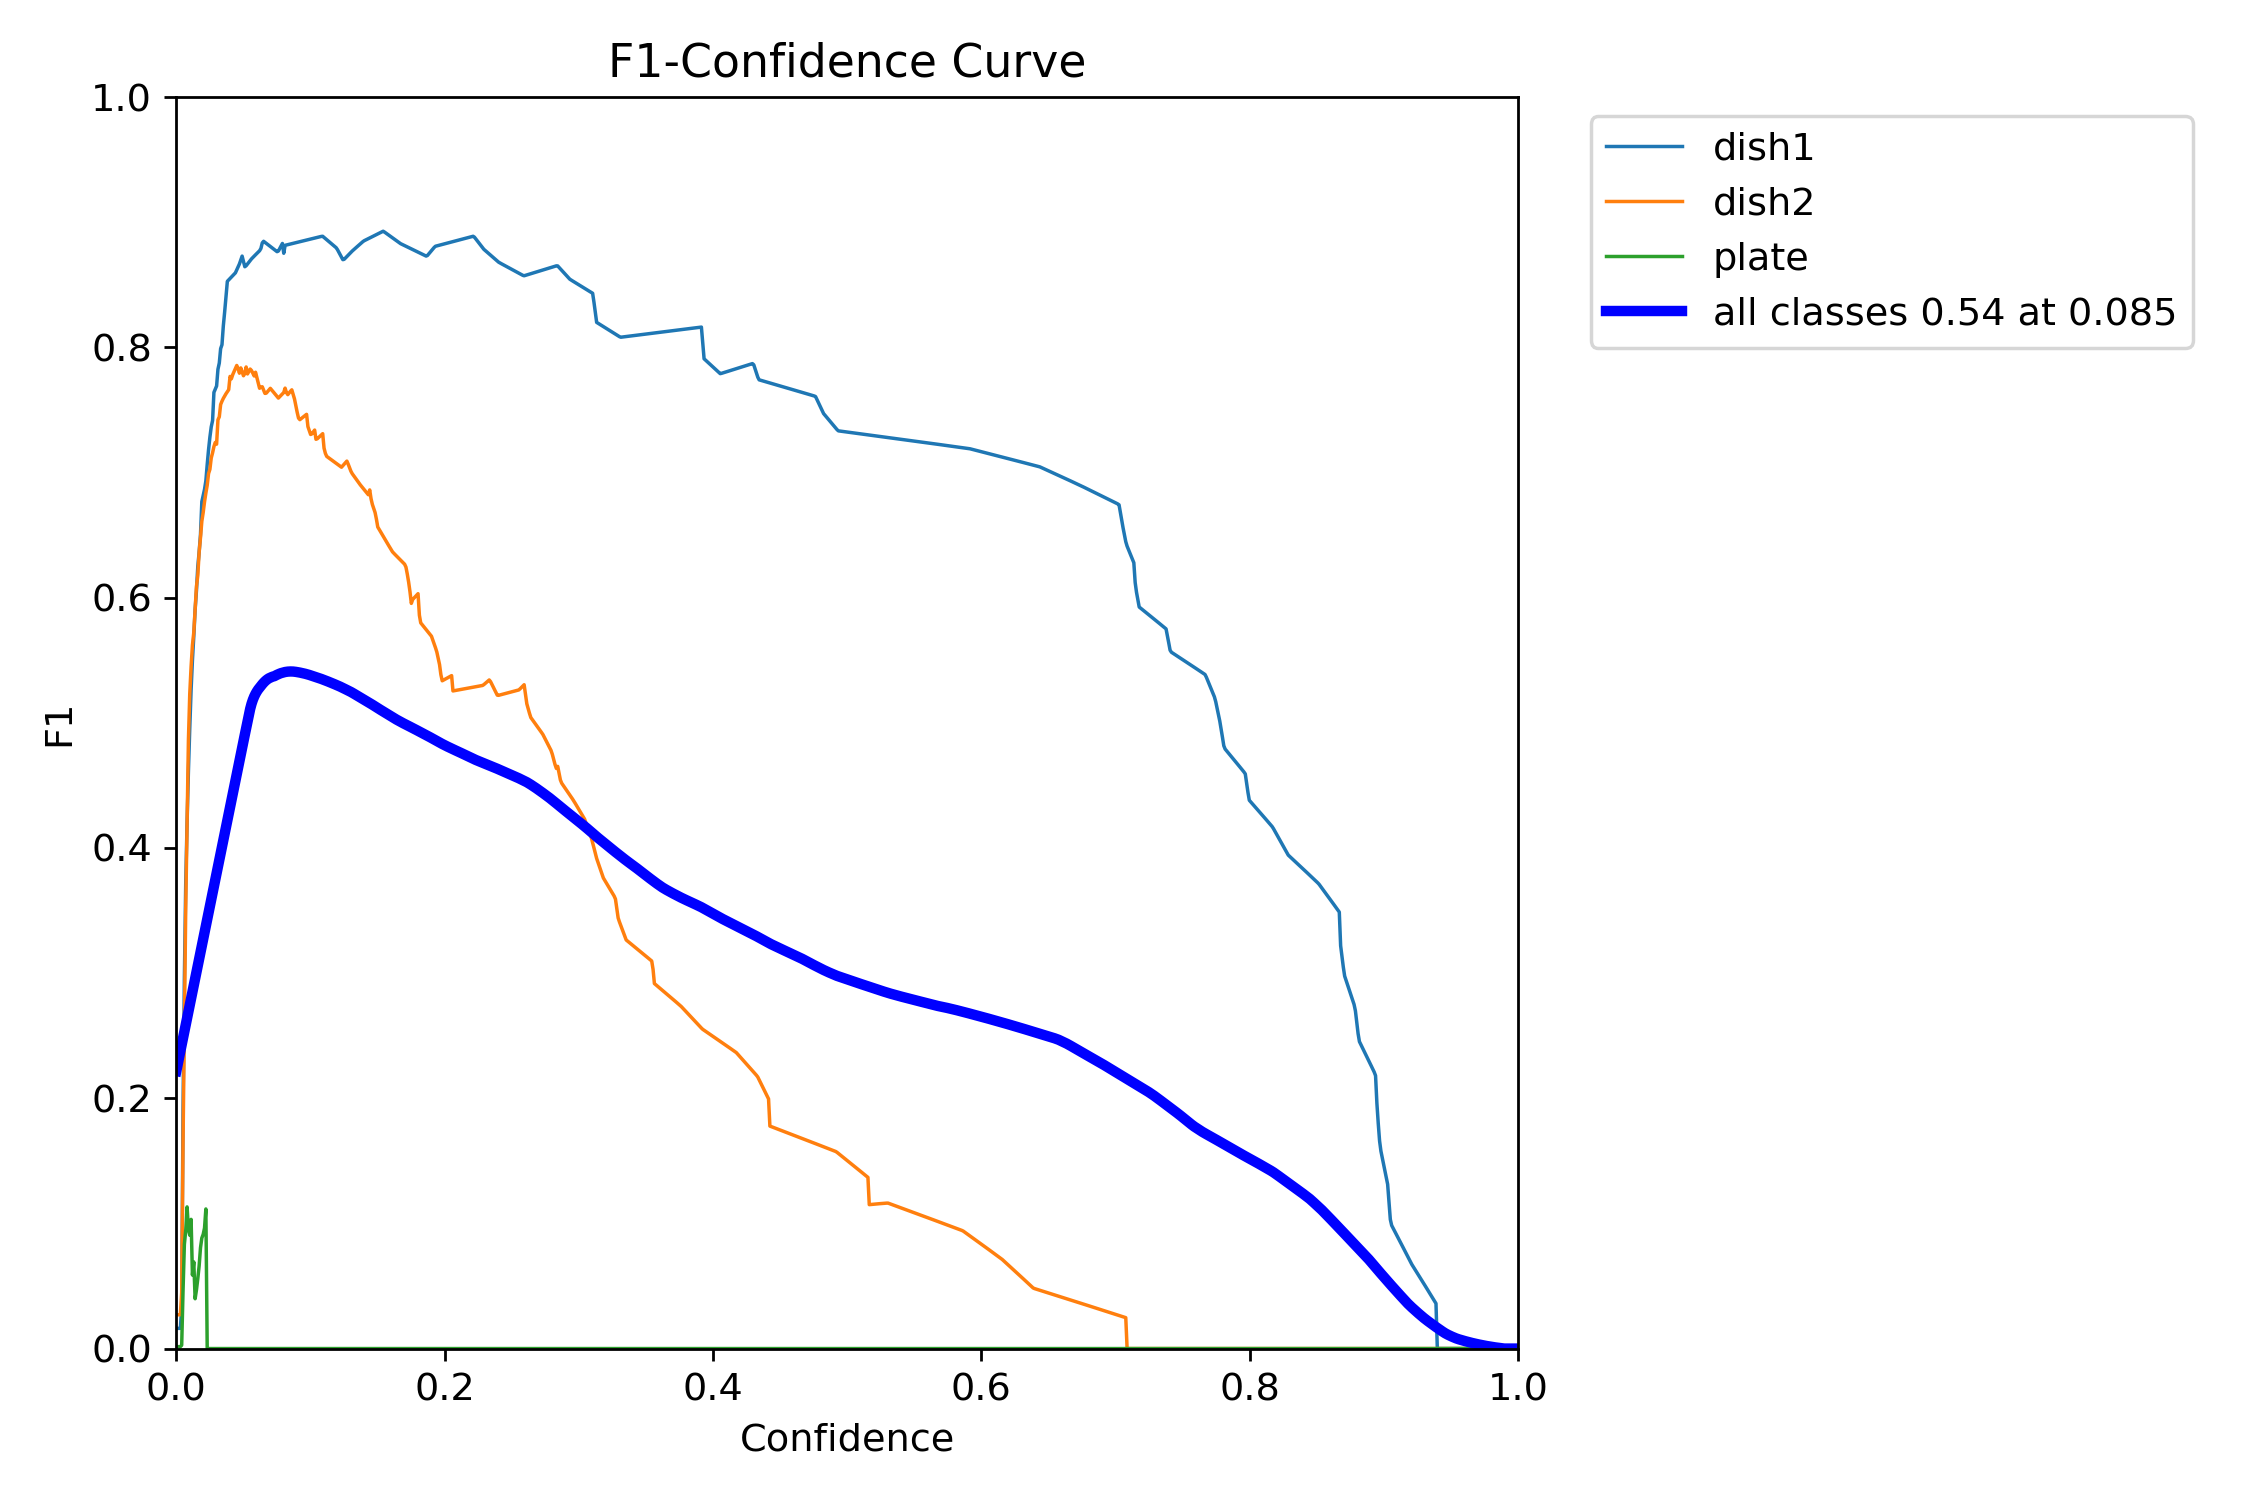 F1-Confidence Curve
1.0
0.8
0.6
0.4
0.2
0.0
F1
0.0 0.2 0.4 0.6 0.8 1.0
Confidence
dish1
dish2
plate
all classes 0.54 at 0.085